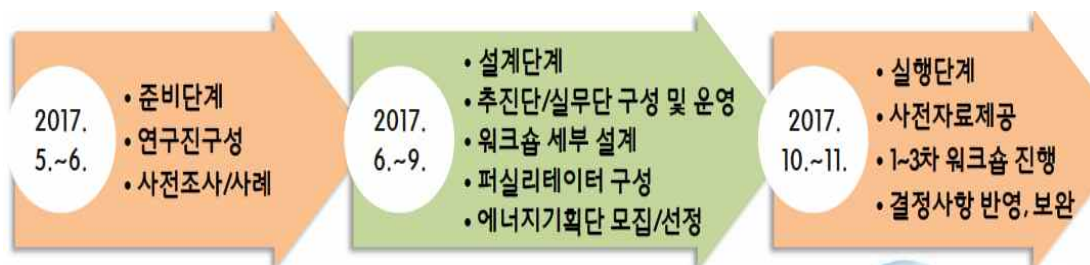 2017.
5.~6.
• 준비단계
• 연구진구성
• 사전조사/사례
2017.
6.~9.
• 설계단계
• 추진단/실무단 구성 및 운영
• 워크숍 세부 설계
• 퍼실리테이터 구성
• 에너지기획단 모집/선정
2017.
10.~11.
• 실행단계
• 사전자료제공
• 1~3차 워크숍 진행
• 결정사항 반영, 보완